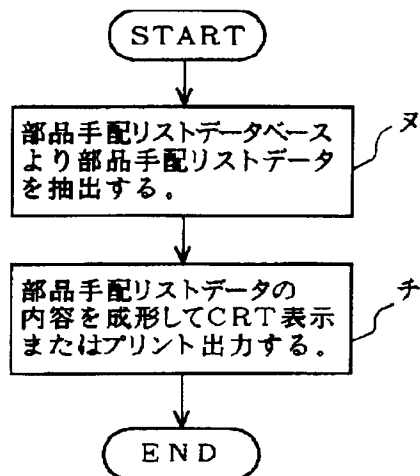 START
部品手配リストデータベース
より部品手配リストデータ
を抽出する。
ヌ
部品手配リストデータの
内容を成形してCRT表示
またはプリント出力する。
チ
END